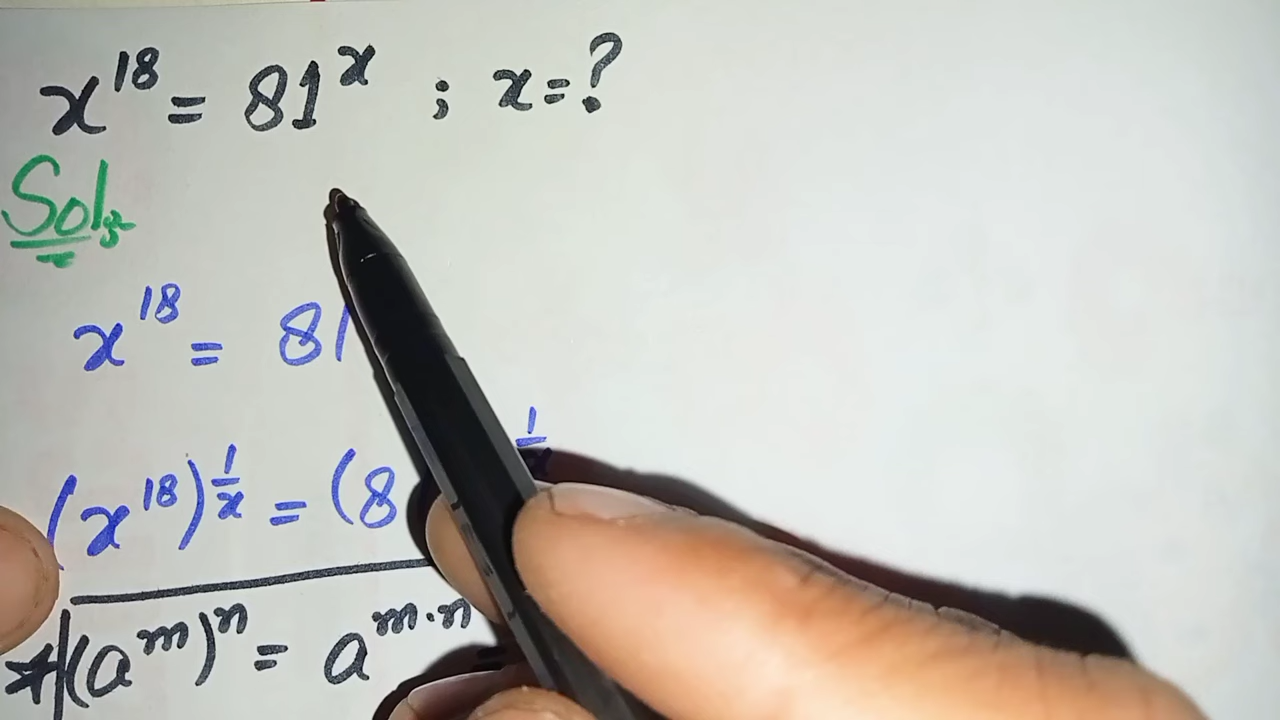 x^18 = 81^x ; x=?
Sol:
x^18 = 81
(x^18)^(1/x) = (8
*|(a^m)^n = a^(m·n)